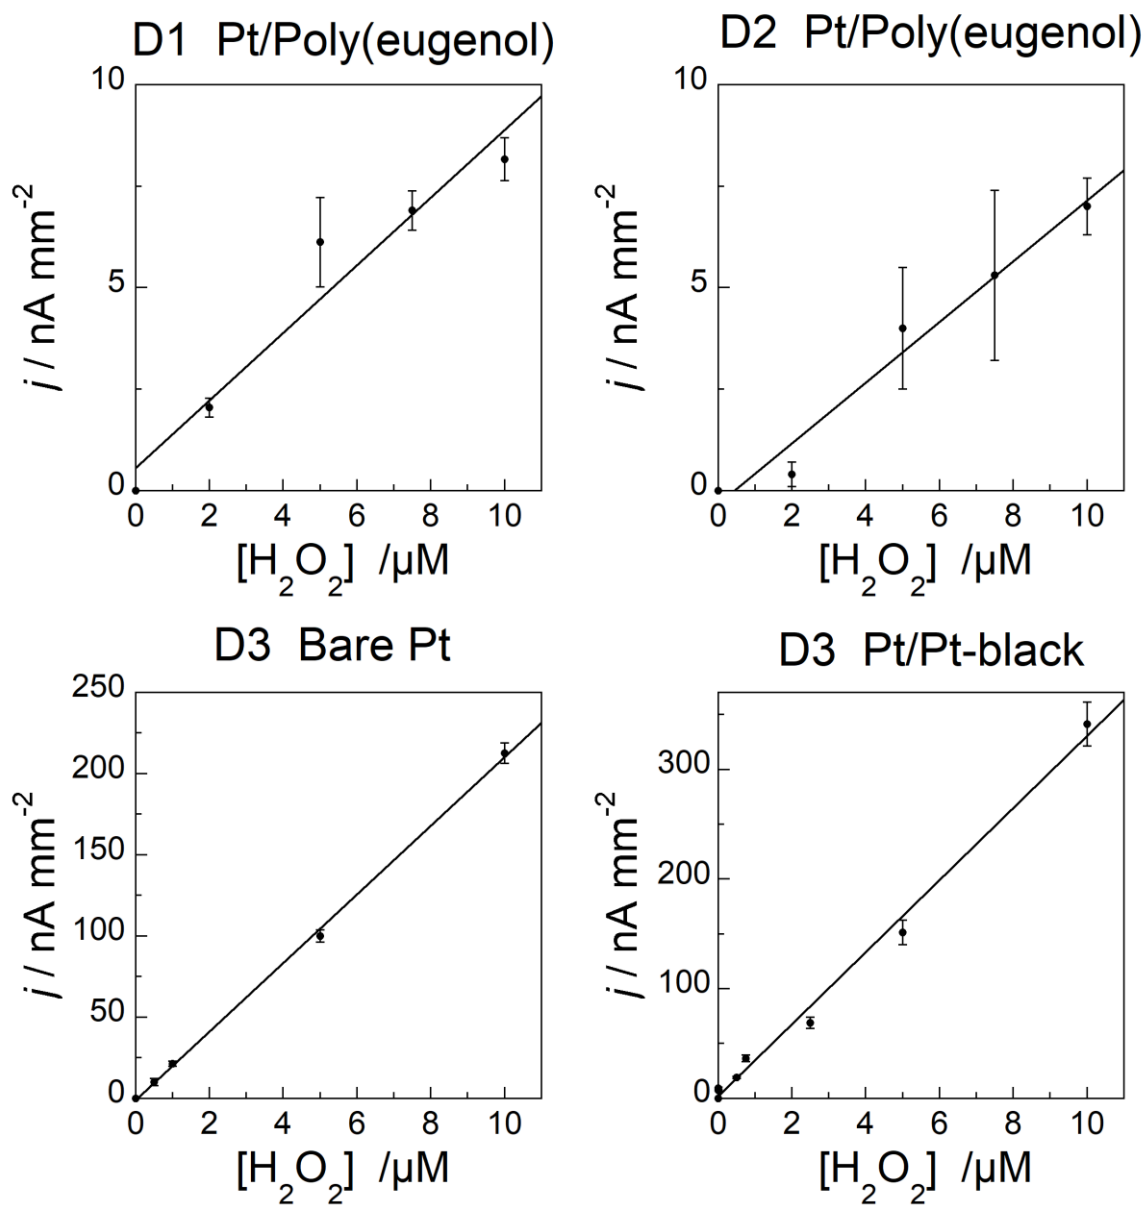 D1 Pt/Poly(eugenol)
10
5
0
j / nA mm⁻²
0 2 4 6 8 10
[H₂O₂] /µM
D2 Pt/Poly(eugenol)
10
5
0
j / nA mm⁻²
0 2 4 6 8 10
[H₂O₂] /µM
D3 Bare Pt
250
200
150
100
50
0
j / nA mm⁻²
0 2 4 6 8 10
[H₂O₂] /µM
D3 Pt/Pt-black
300
200
100
0
j / nA mm⁻²
0 2 4 6 8 10
[H₂O₂] /µM